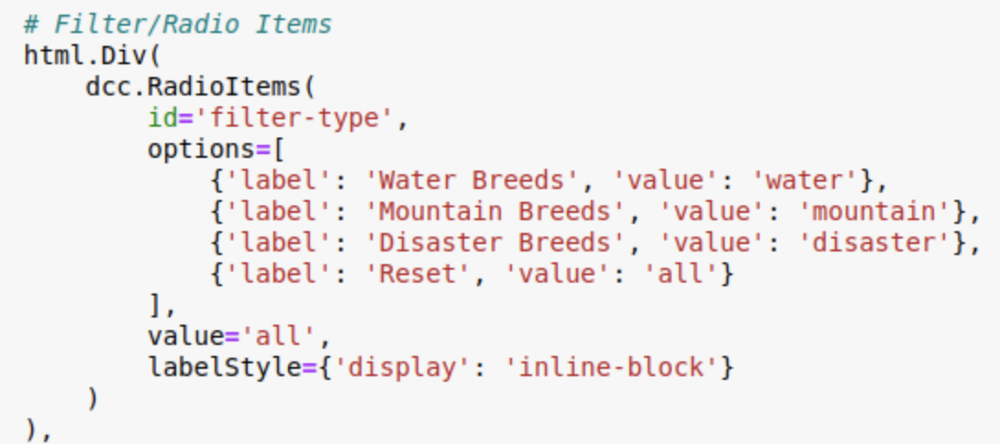 # Filter/Radio Items
html.Div(
    dcc.RadioItems(
        id='filter-type',
        options=[
            {'label': 'Water Breeds', 'value': 'water'},
            {'label': 'Mountain Breeds', 'value': 'mountain'},
            {'label': 'Disaster Breeds', 'value': 'disaster'},
            {'label': 'Reset', 'value': 'all'}
        ],
        value='all',
        labelStyle={'display': 'inline-block'}
    )
),